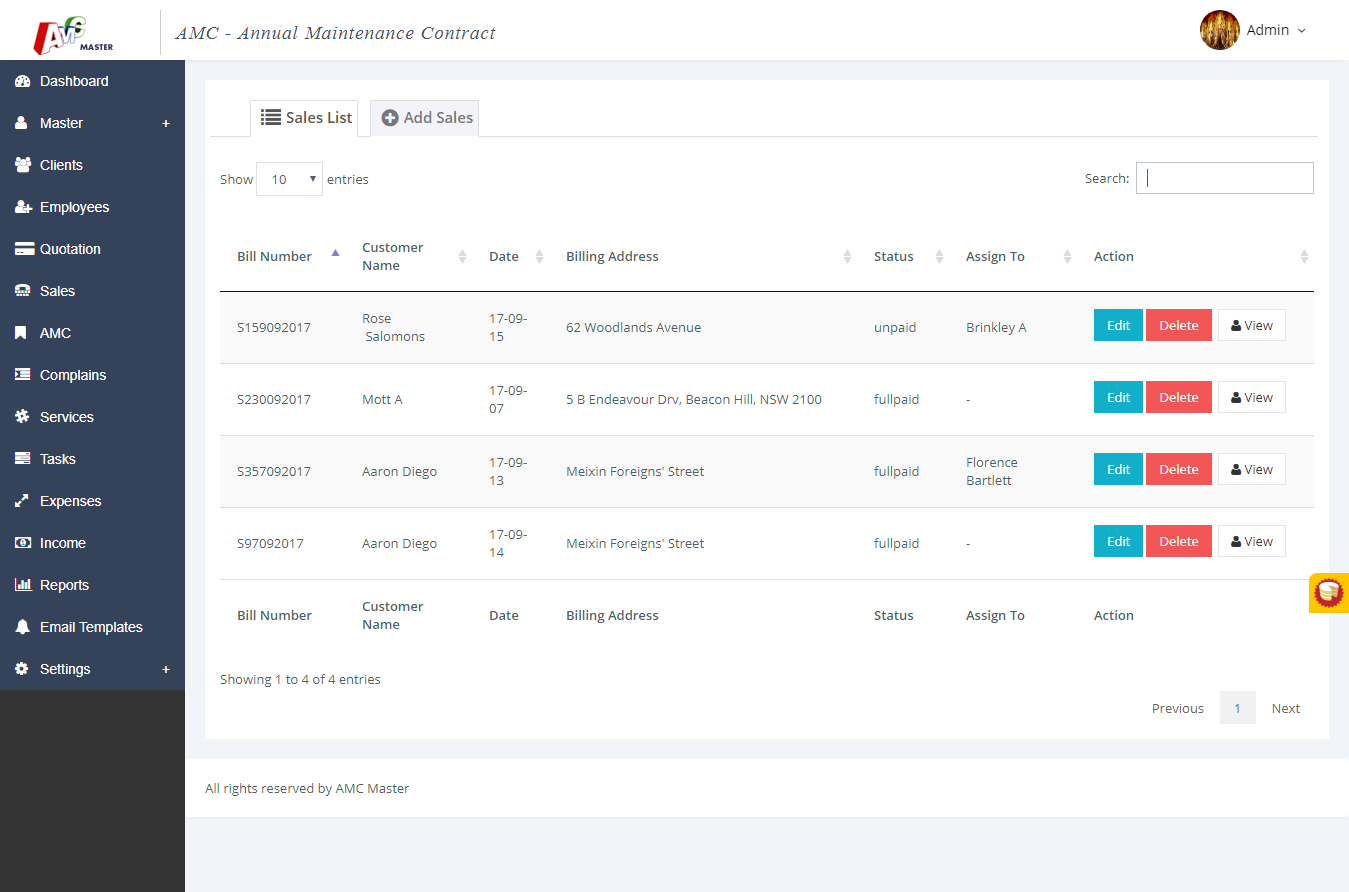 AMC MASTER
AMC - Annual Maintenance Contract
Admin
Dashboard
Master +
Clients
Employees
Quotation
Sales
AMC
Complains
Services
Tasks
Expenses
Income
Reports
Email Templates
Settings +
Sales List
Add Sales
Show 10 entries
Search:
Bill Number Customer Name Date Billing Address Status Assign To Action
S159092017 Rose Salomons 17-09-15 62 Woodlands Avenue unpaid Brinkley A Edit Delete View
S230092017 Mott A 17-09-07 5 B Endeavour Drv, Beacon Hill, NSW 2100 fullpaid - Edit Delete View
S357092017 Aaron Diego 17-09-13 Meixin Foreigns' Street fullpaid Florence Bartlett Edit Delete View
S97092017 Aaron Diego 17-09-14 Meixin Foreigns' Street fullpaid - Edit Delete View
Bill Number Customer Name Date Billing Address Status Assign To Action
Showing 1 to 4 of 4 entries
Previous 1 Next
All rights reserved by AMC Master